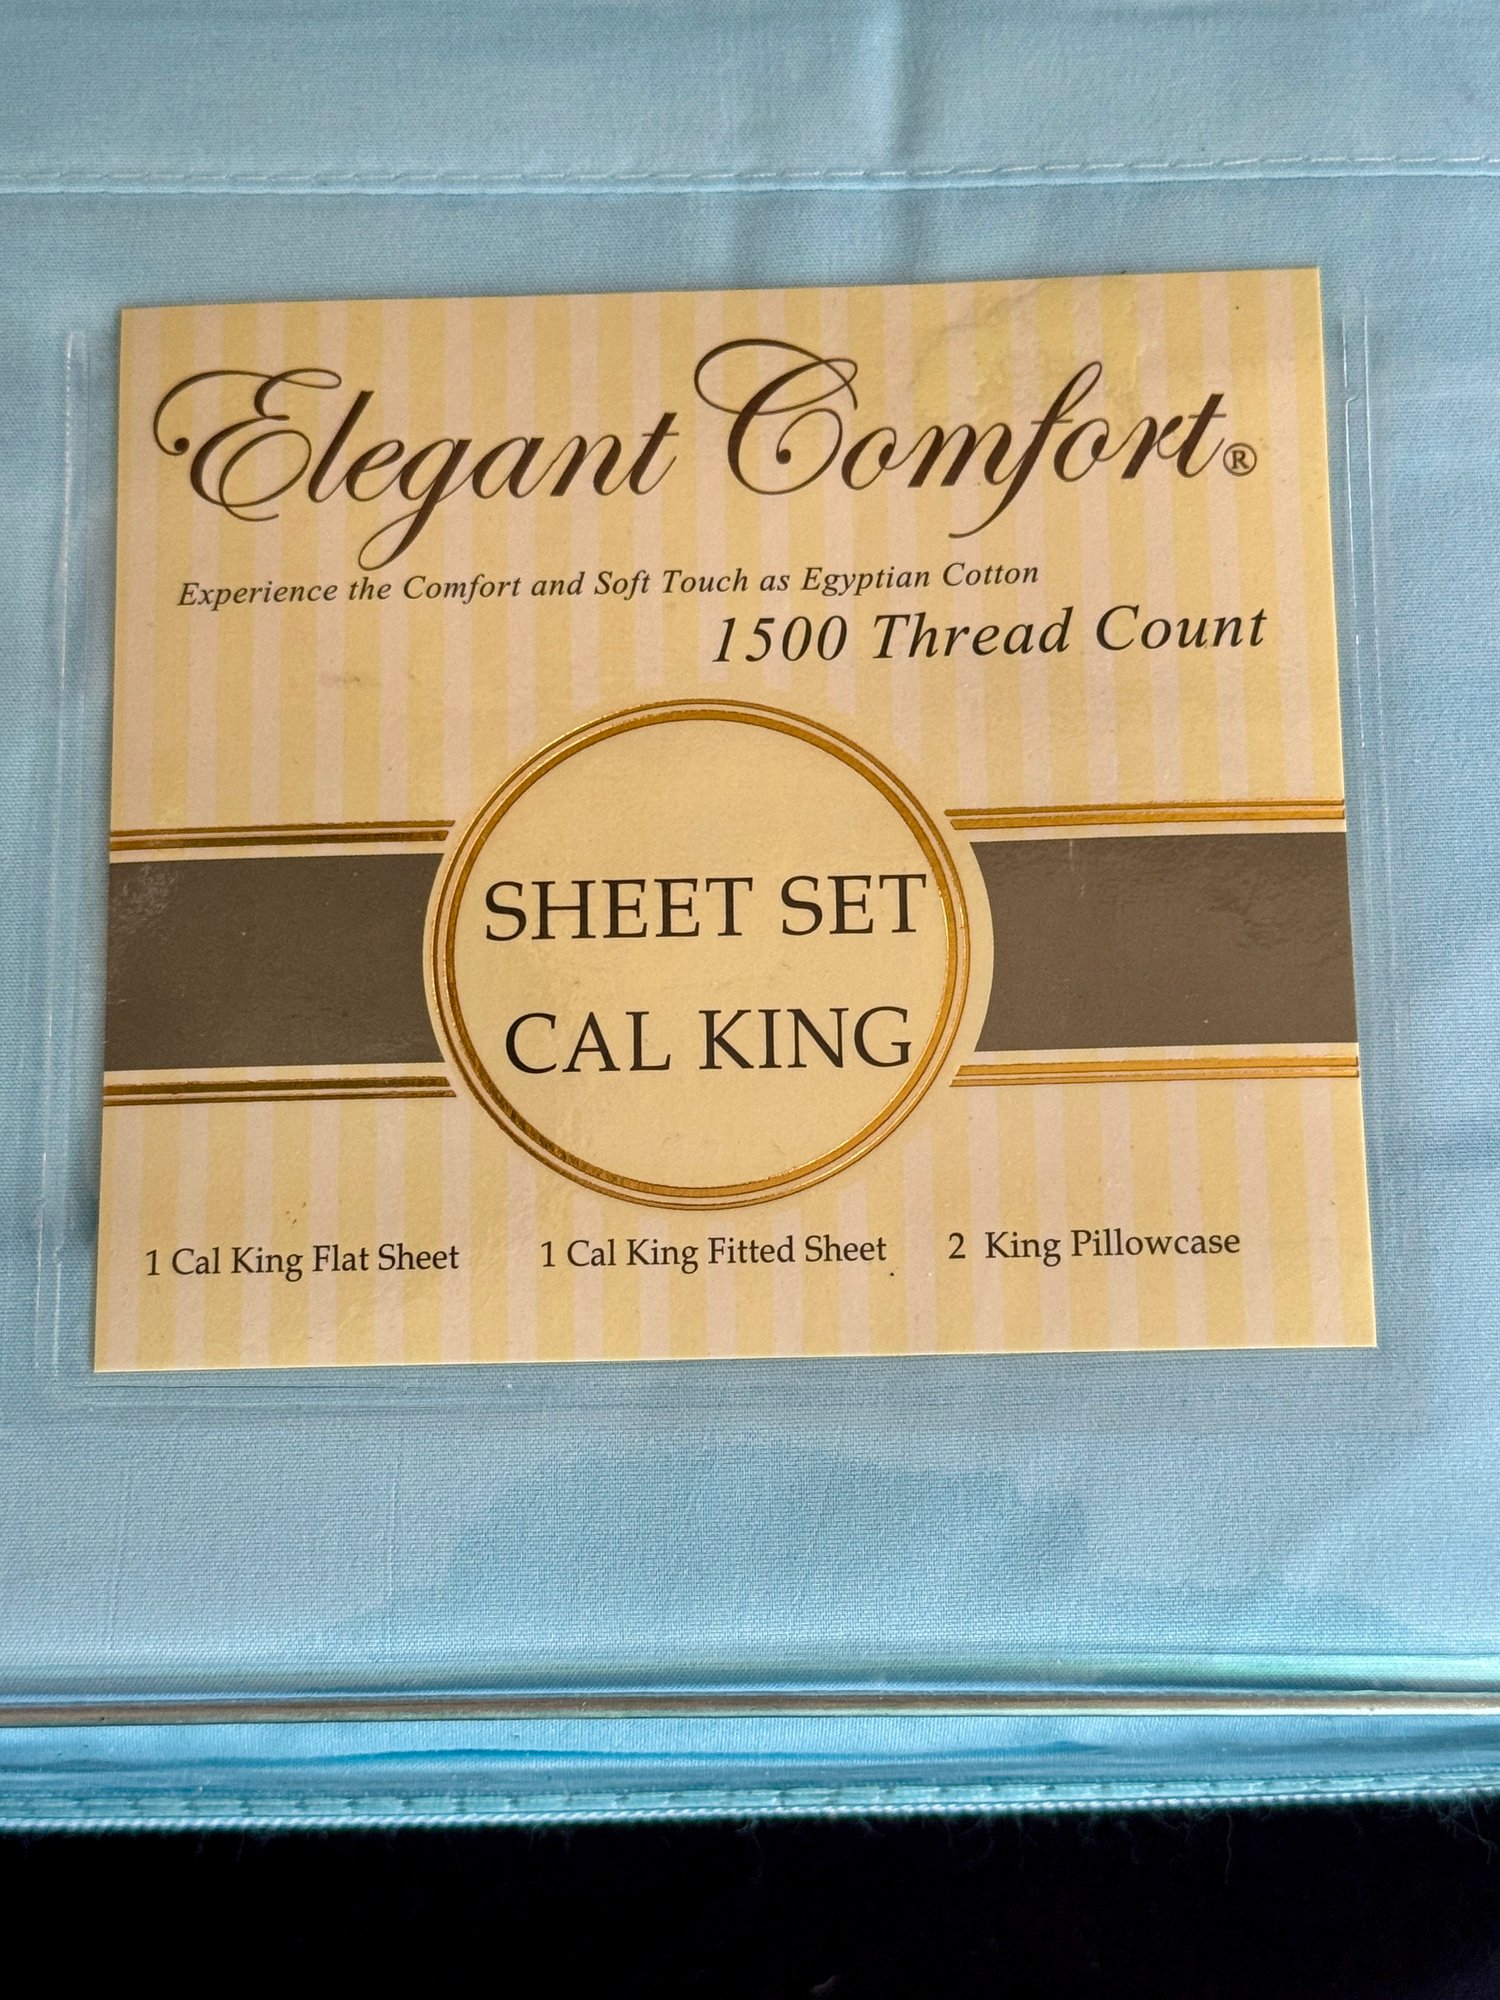 Elegant Comfort®
Experience the Comfort and Soft Touch as Egyptian Cotton
1500 Thread Count
SHEET SET
CAL KING
1 Cal King Flat Sheet 1 Cal King Fitted Sheet 2 King Pillowcase